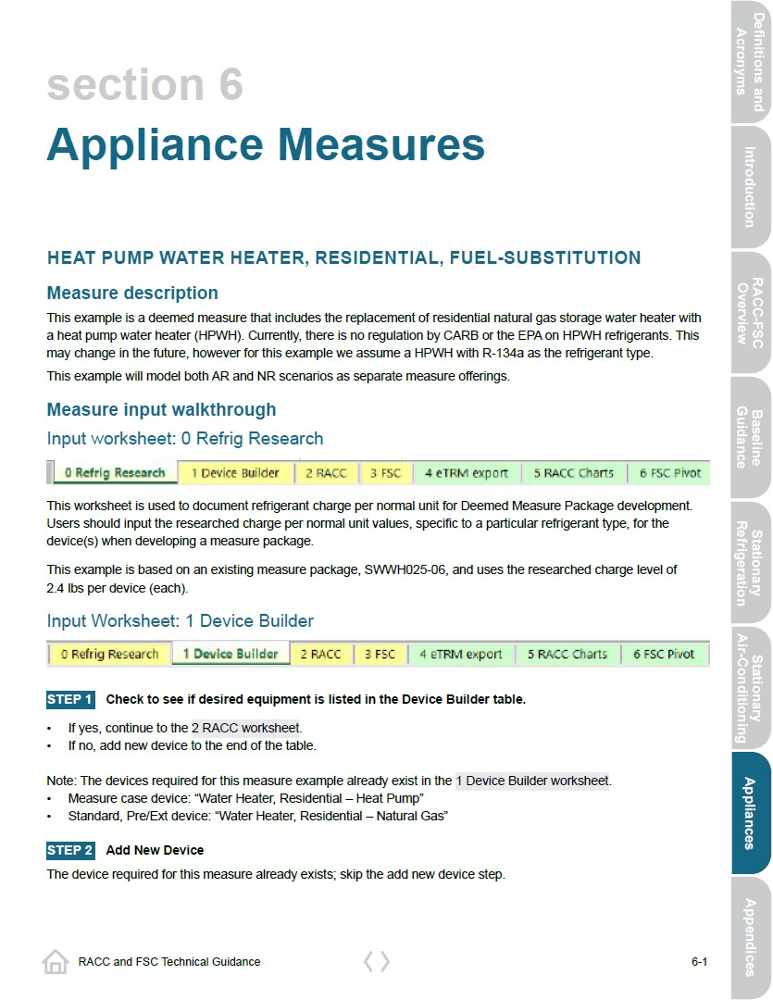 section 6
Appliance Measures
HEAT PUMP WATER HEATER, RESIDENTIAL, FUEL-SUBSTITUTION
Measure description
This example is a deemed measure that includes the replacement of residential natural gas storage water heater with
a heat pump water heater (HPWH). Currently, there is no regulation by CARB or the EPA on HPWH refrigerants. This
may change in the future, however for this example we assume a HPWH with R-134a as the refrigerant type.
This example will model both AR and NR scenarios as separate measure offerings.
Measure input walkthrough
Input worksheet: 0 Refrig Research
0 Refrig Research 1 Device Builder 2 RACC 3 FSC 4 eTRM export 5 RACC Charts 6 FSC Pivot
This worksheet is used to document refrigerant charge per normal unit for Deemed Measure Package development.
Users should input the researched charge per normal unit values, specific to a particular refrigerant type, for the
device(s) when developing a measure package.
This example is based on an existing measure package, SWWH025-06, and uses the researched charge level of
2.4 lbs per device (each).
Input Worksheet: 1 Device Builder
0 Refrig Research 1 Device Builder 2 RACC 3 FSC 4 eTRM export 5 RACC Charts 6 FSC Pivot
STEP 1 Check to see if desired equipment is listed in the Device Builder table.
• If yes, continue to the 2 RACC worksheet.
• If no, add new device to the end of the table.
Note: The devices required for this measure example already exist in the 1 Device Builder worksheet.
• Measure case device: “Water Heater, Residential – Heat Pump”
• Standard, Pre/Ext device: “Water Heater, Residential – Natural Gas”
STEP 2 Add New Device
The device required for this measure already exists; skip the add new device step.
RACC and FSC Technical Guidance
6-1
Definitions and
Acronyms
Introduction
RACC-FSC
Overview
Baseline
Guidance
Stationary
Refrigeration
Stationary
Air-Conditioning
Appliances
Appendices